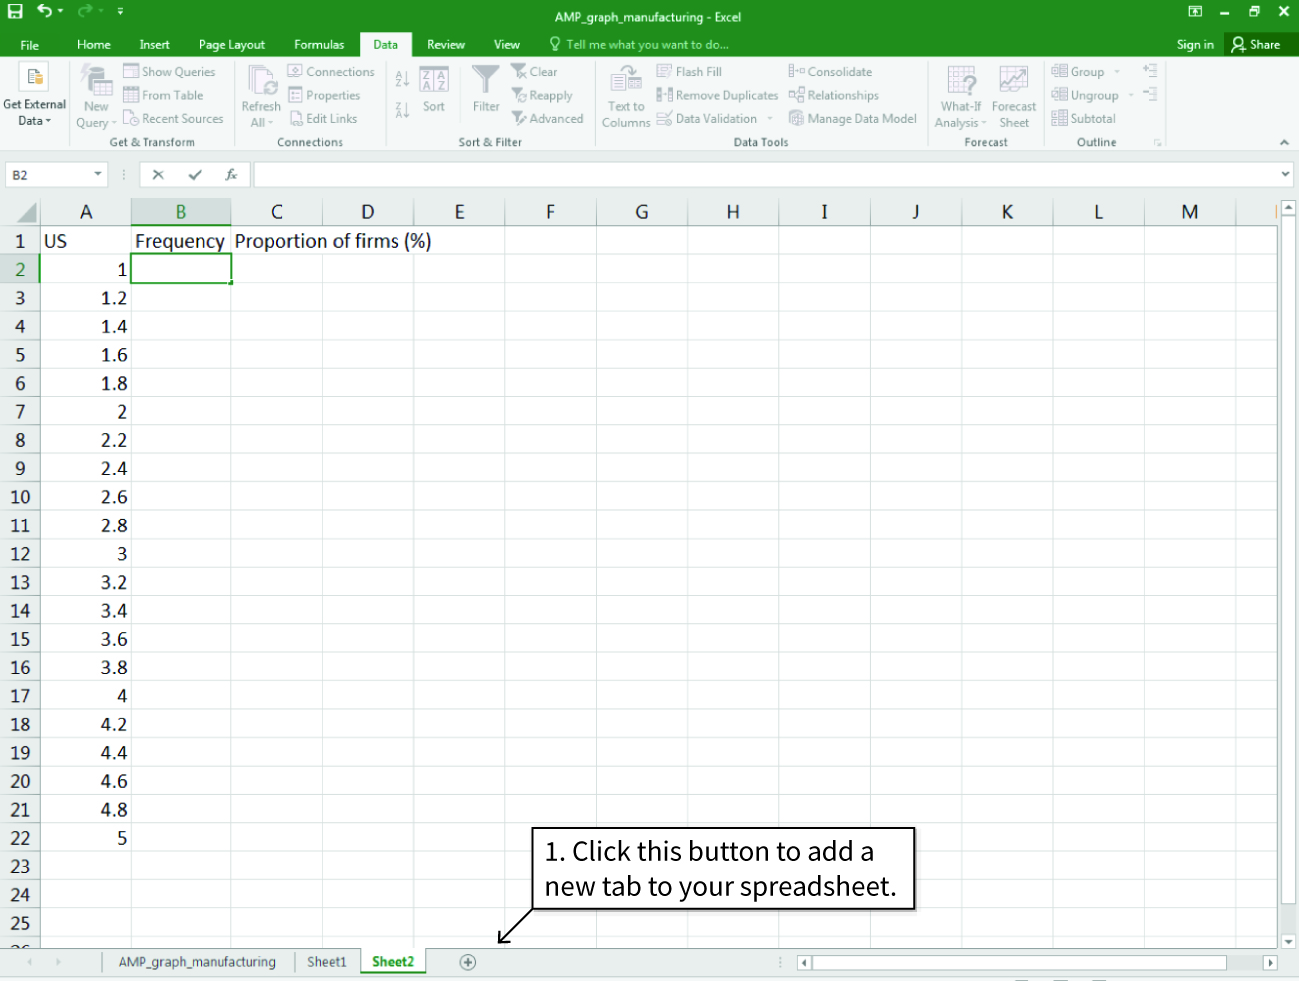 AMP_graph_manufacturing - Excel
File Home Insert Page Layout Formulas Data Review View Tell me what you want to do... Sign in Share
Get External Data
New Query
Show Queries
From Table
Recent Sources
Get & Transform
Refresh All
Connections
Properties
Edit Links
Connections
Sort
Filter
Clear
Reapply
Advanced
Sort & Filter
Text to Columns
Flash Fill
Remove Duplicates
Data Validation
Consolidate
Relationships
Manage Data Model
Data Tools
What-If Analysis
Forecast Sheet
Forecast
Group
Ungroup
Subtotal
Outline
B2 fx
A B C D E F G H I J K L M
1 US Frequency Proportion of firms (%)
2 1
3 1.2
4 1.4
5 1.6
6 1.8
7 2
8 2.2
9 2.4
10 2.6
11 2.8
12 3
13 3.2
14 3.4
15 3.6
16 3.8
17 4
18 4.2
19 4.4
20 4.6
21 4.8
22 5
23
24
25
1. Click this button to add a
new tab to your spreadsheet.
AMP_graph_manufacturing Sheet1 Sheet2